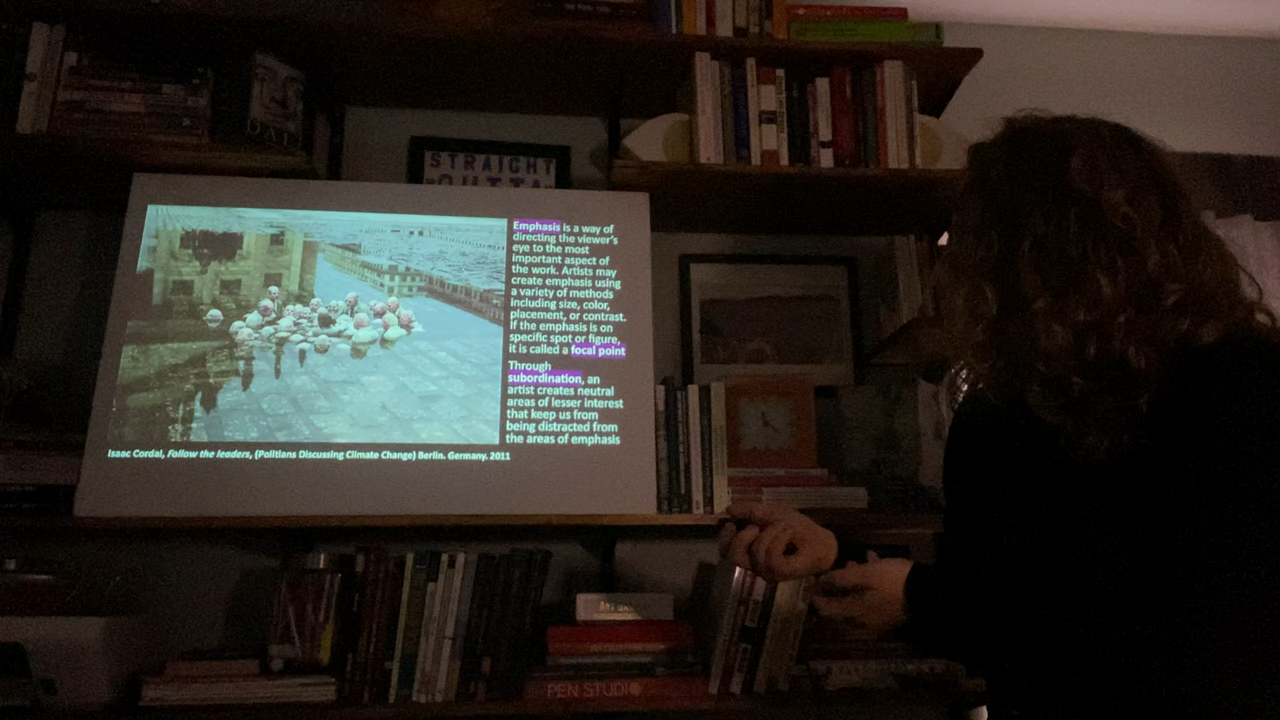 STRAIGHT
Emphasis is a way of
directing the viewer's
eye to the most
important aspect of
the work. Artists may
create emphasis using
a variety of methods
including size, color,
placement, or contrast.
If the emphasis is on
specific spot or figure,
it is called a focal point
Through
subordination, an
artist creates neutral
areas of lesser interest
that keep us from
being distracted from
the areas of emphasis
Isaac Cordal, Follow the leaders, (Politians Discussing Climate Change) Berlin. Germany. 2011
PEN STUDIO